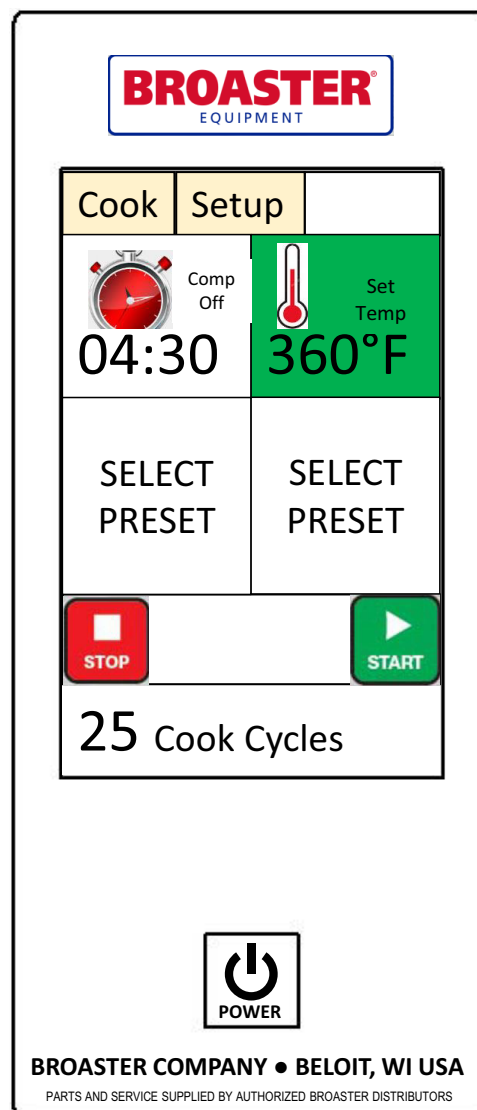 BROASTER®
EQUIPMENT
Cook Setup
Comp
Off
Set
Temp
04:30 360°F
SELECT
PRESET
SELECT
PRESET
STOP
START
25 Cook Cycles
POWER
BROASTER COMPANY ● BELOIT, WI USA
PARTS AND SERVICE SUPPLIED BY AUTHORIZED BROASTER DISTRIBUTORS